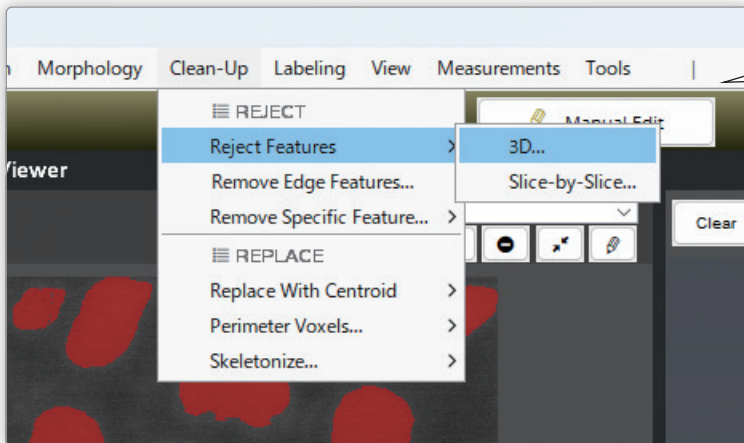 Morphology Clean-Up Labeling View Measurements Tools |
REJECT
Manual Edit
Reject Features
3D...
Viewer
Remove Edge Features...
Slice-by-Slice...
Remove Specific Feature...
Clear
REPLACE
Replace With Centroid
Perimeter Voxels...
Skeletonize...